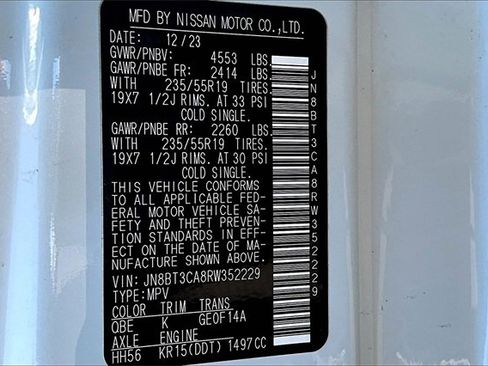 MFD BY NISSAN MOTOR CO.,LTD.
DATE: 12/23
GVWR/PNBV: 4553 LBS.
GAWR/PNBE FR: 2414 LBS.
WITH 235/55R19 TIRES.
19X7 1/2J RIMS. AT 33 PSI
COLD SINGLE.
GAWR/PNBE RR: 2260 LBS.
WITH 235/55R19 TIRES.
19X7 1/2J RIMS. AT 30 PSI
COLD SINGLE.
THIS VEHICLE CONFORMS
TO ALL APPLICABLE FED-
ERAL MOTOR VEHICLE SA-
FETY AND THEFT PREVEN-
TION STANDARDS IN EFF-
ECT ON THE DATE OF MA-
NUFACTURE SHOWN ABOVE.
VIN: JN8BT3CA8RW352229
TYPE:MPV
COLOR TRIM TRANS
QBE K GEOF14A
AXLE ENGINE
HH56 KR15(DDT) 1497CC
JN8BT3CA8RW352229